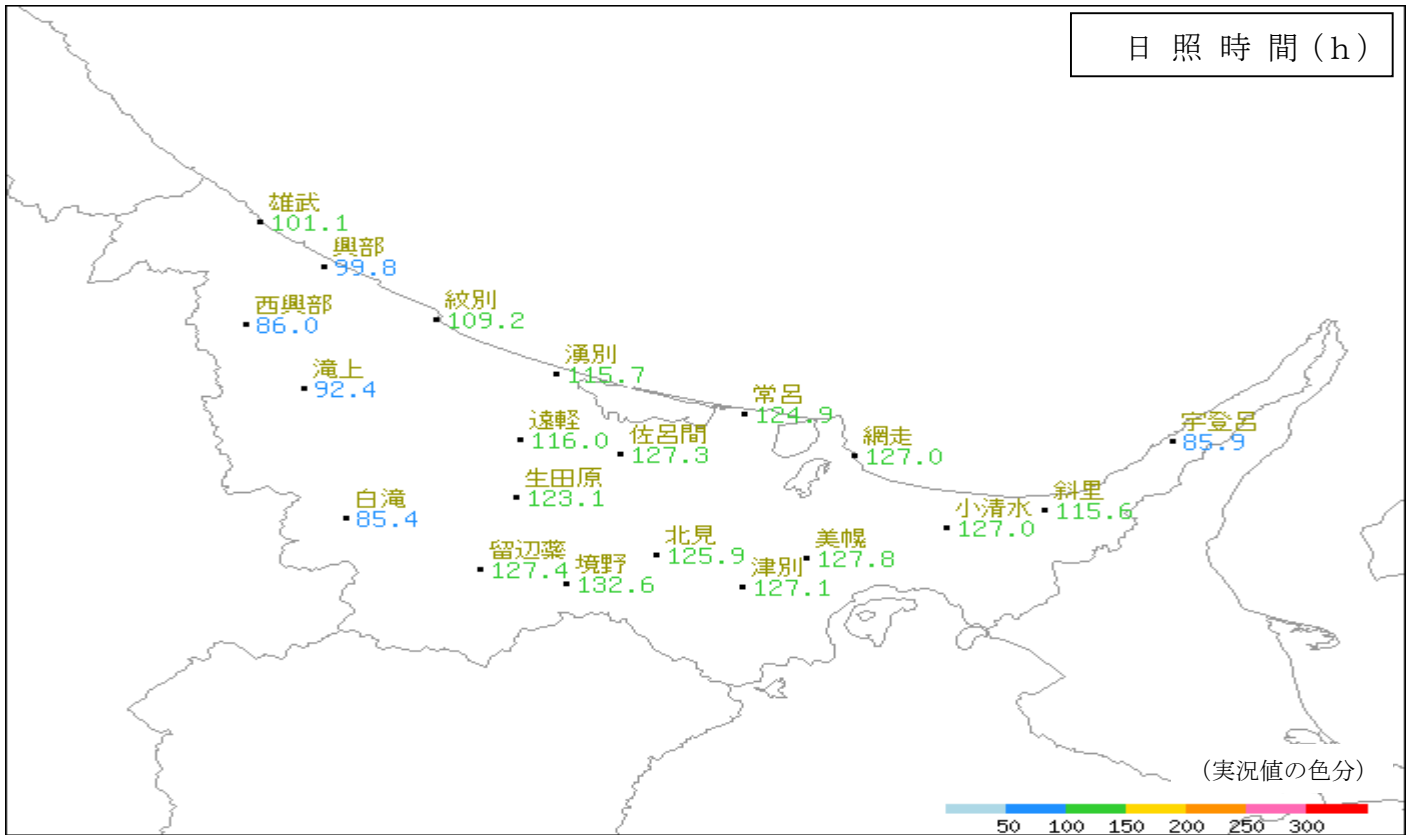 日照時間(h)
雄武
101.1
興部
99.8
西興部
86.0
紋別
109.2
滝上
92.4
湧別
115.7
常呂
124.9
遠軽
116.0
佐呂間
127.3
網走
127.0
宇登呂
85.9
生田原
123.1
白滝
85.4
斜里
115.6
小清水
127.0
留辺蘂
127.4
境野
132.6
北見
125.9
津別
127.1
美幌
127.8
(実況値の色分)
50 100 150 200 250 300